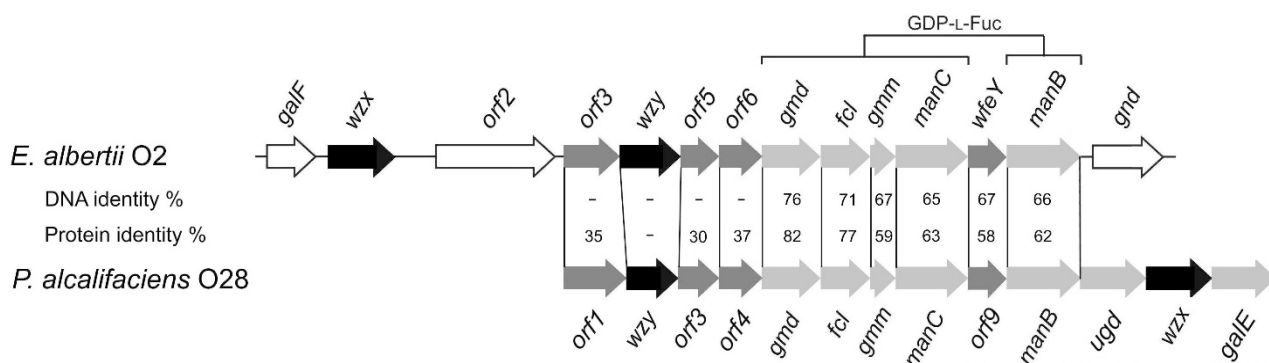 GDP-L-Fuc
galF wzx orf2 orf3 wzy orf5 orf6 gmd fcl gmm manC wfeY manB gnd
E. albertii O2
DNA identity % - - - - 76 71 67 65 67 66
Protein identity % 35 - 30 37 82 77 59 63 58 62
P. alcalifaciens O28
orf1 wzy orf3 orf4 gmd fcl gmm manC orf9 manB ugd wzx galE